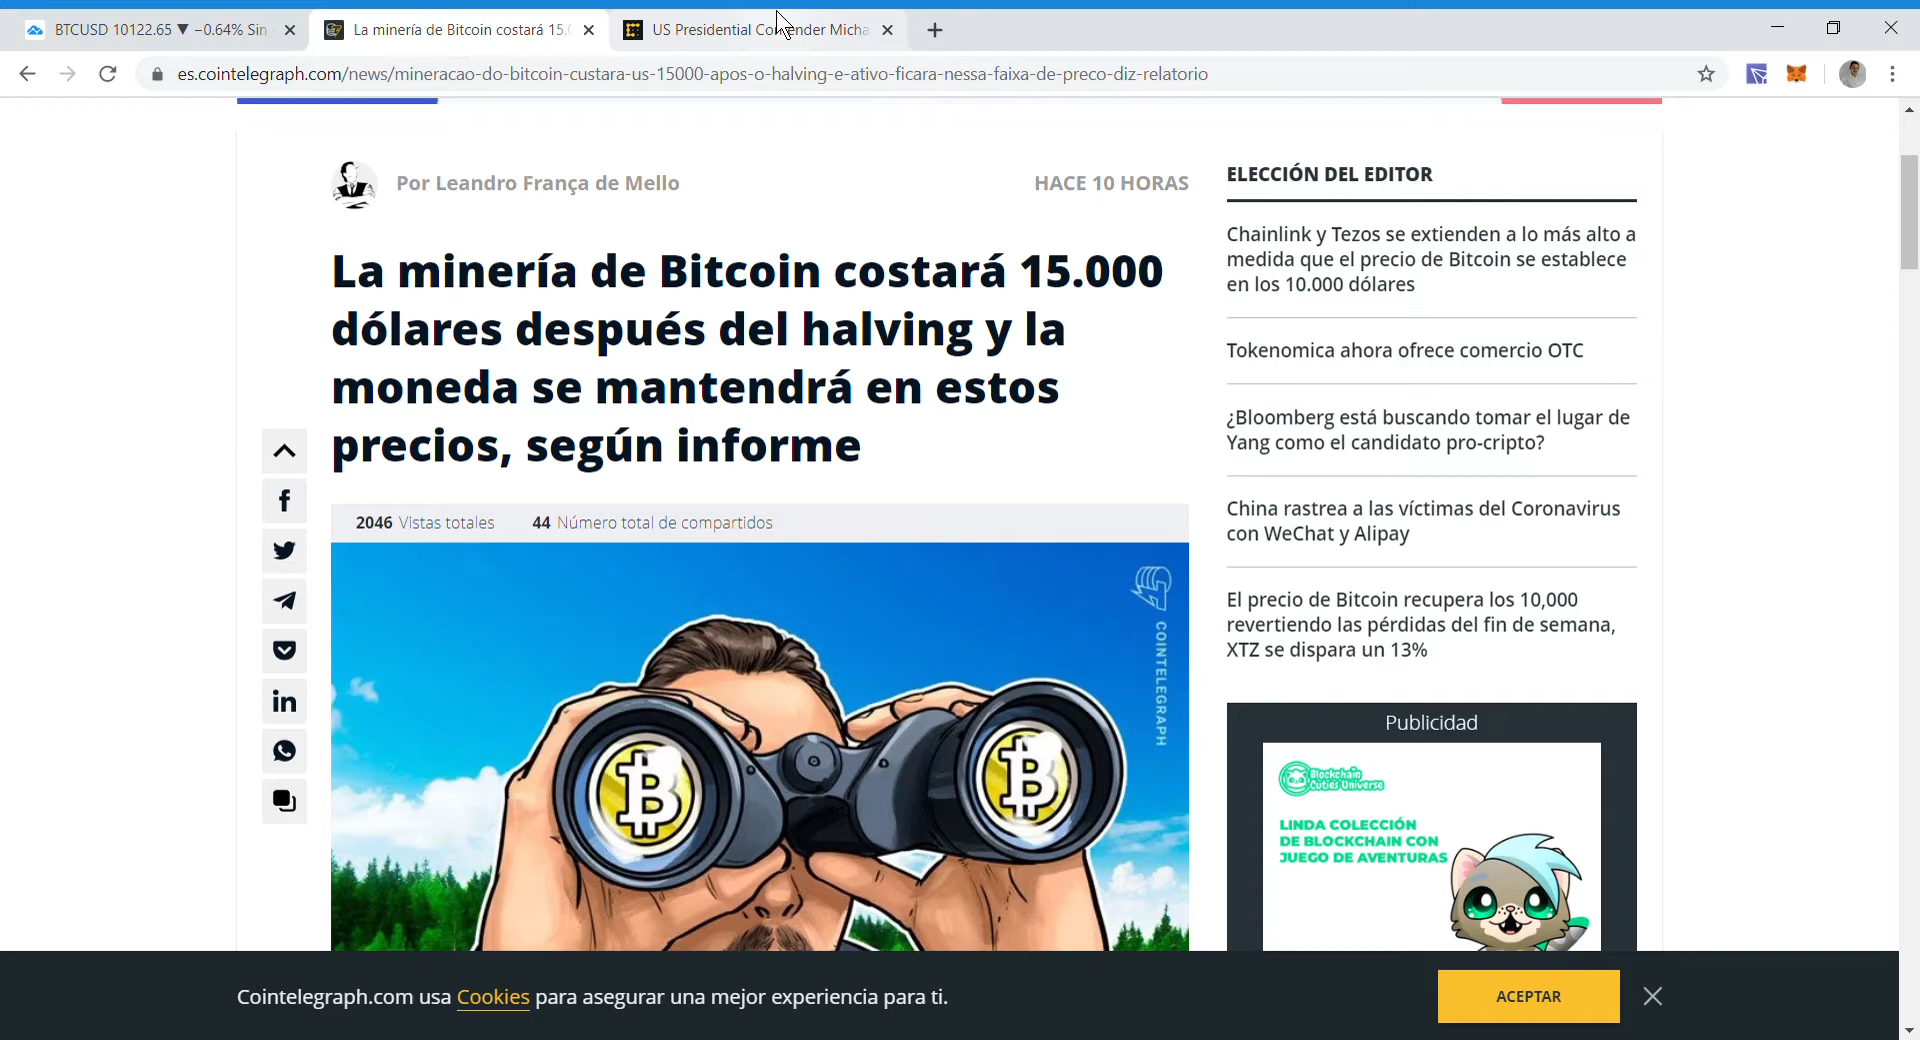 BTCUSD 10122.65 ▼ −0.64% Sin
La minería de Bitcoin costará 15.0
US Presidential Contender Micha
es.cointelegraph.com/news/mineracao-do-bitcoin-custara-us-15000-apos-o-halving-e-ativo-ficara-nessa-faixa-de-preco-diz-relatorio
Por Leandro França de Mello
HACE 10 HORAS
La minería de Bitcoin costará 15.000
dólares después del halving y la
moneda se mantendrá en estos
precios, según informe
2046 Vistas totales
44 Número total de compartidos
COINTELEGRAPH
ELECCIÓN DEL EDITOR
Chainlink y Tezos se extienden a lo más alto a
medida que el precio de Bitcoin se establece
en los 10.000 dólares
Tokenomica ahora ofrece comercio OTC
¿Bloomberg está buscando tomar el lugar de
Yang como el candidato pro-cripto?
China rastrea a las víctimas del Coronavirus
con WeChat y Alipay
El precio de Bitcoin recupera los 10,000
revertiendo las pérdidas del fin de semana,
XTZ se dispara un 13%
Publicidad
Blockchain
Cuties Universe
LINDA COLECCIÓN
DE BLOCKCHAIN CON
JUEGO DE AVENTURAS
Cointelegraph.com usa Cookies para asegurar una mejor experiencia para ti.
ACEPTAR